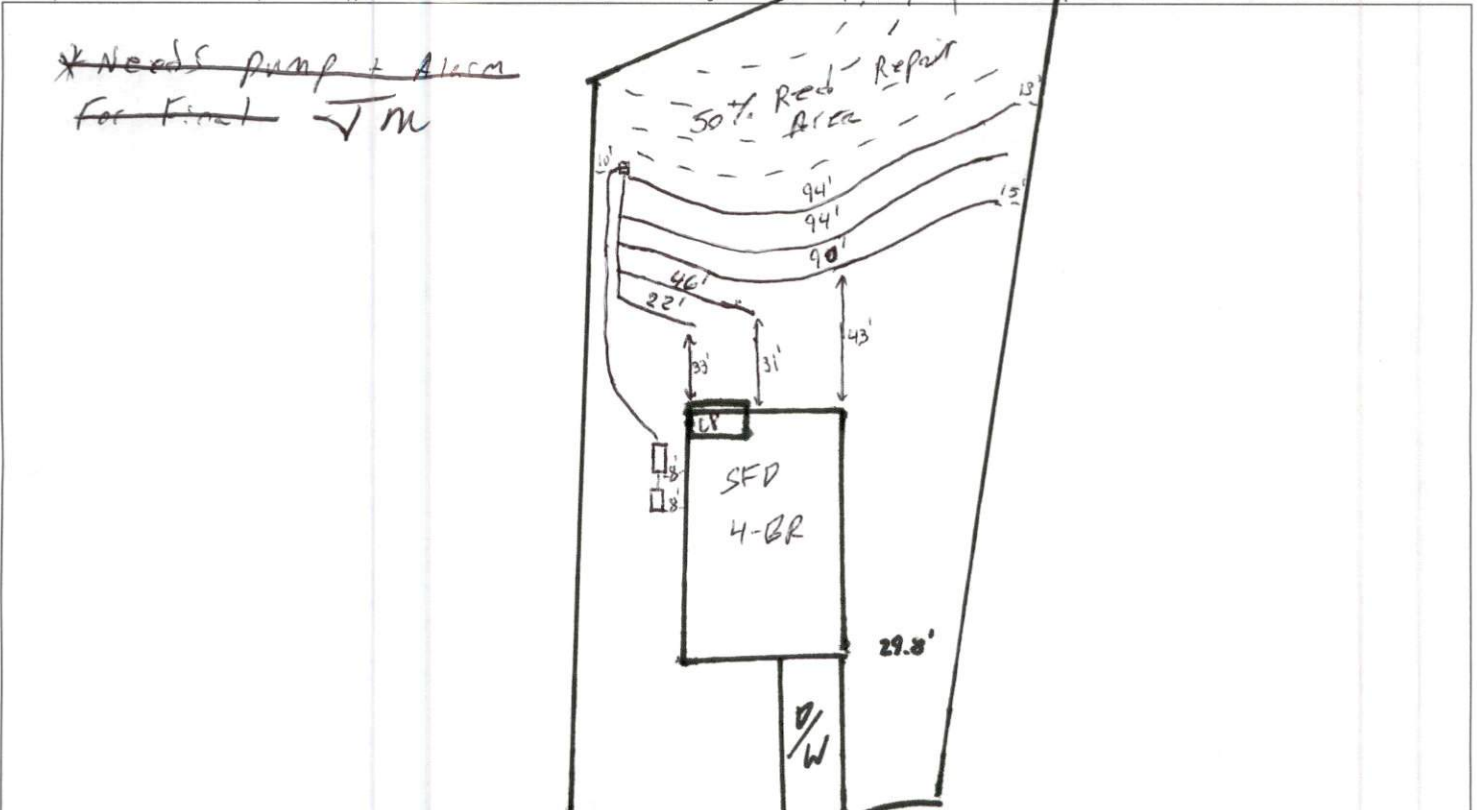 * Needs pump + Alarm
For Final
50% Red Repair
Area
13'
10'
94'
94'
15'
90'
46'
22'
33'
31'
43'
SFD
4-BR
8'
8'
29.8'
D/W